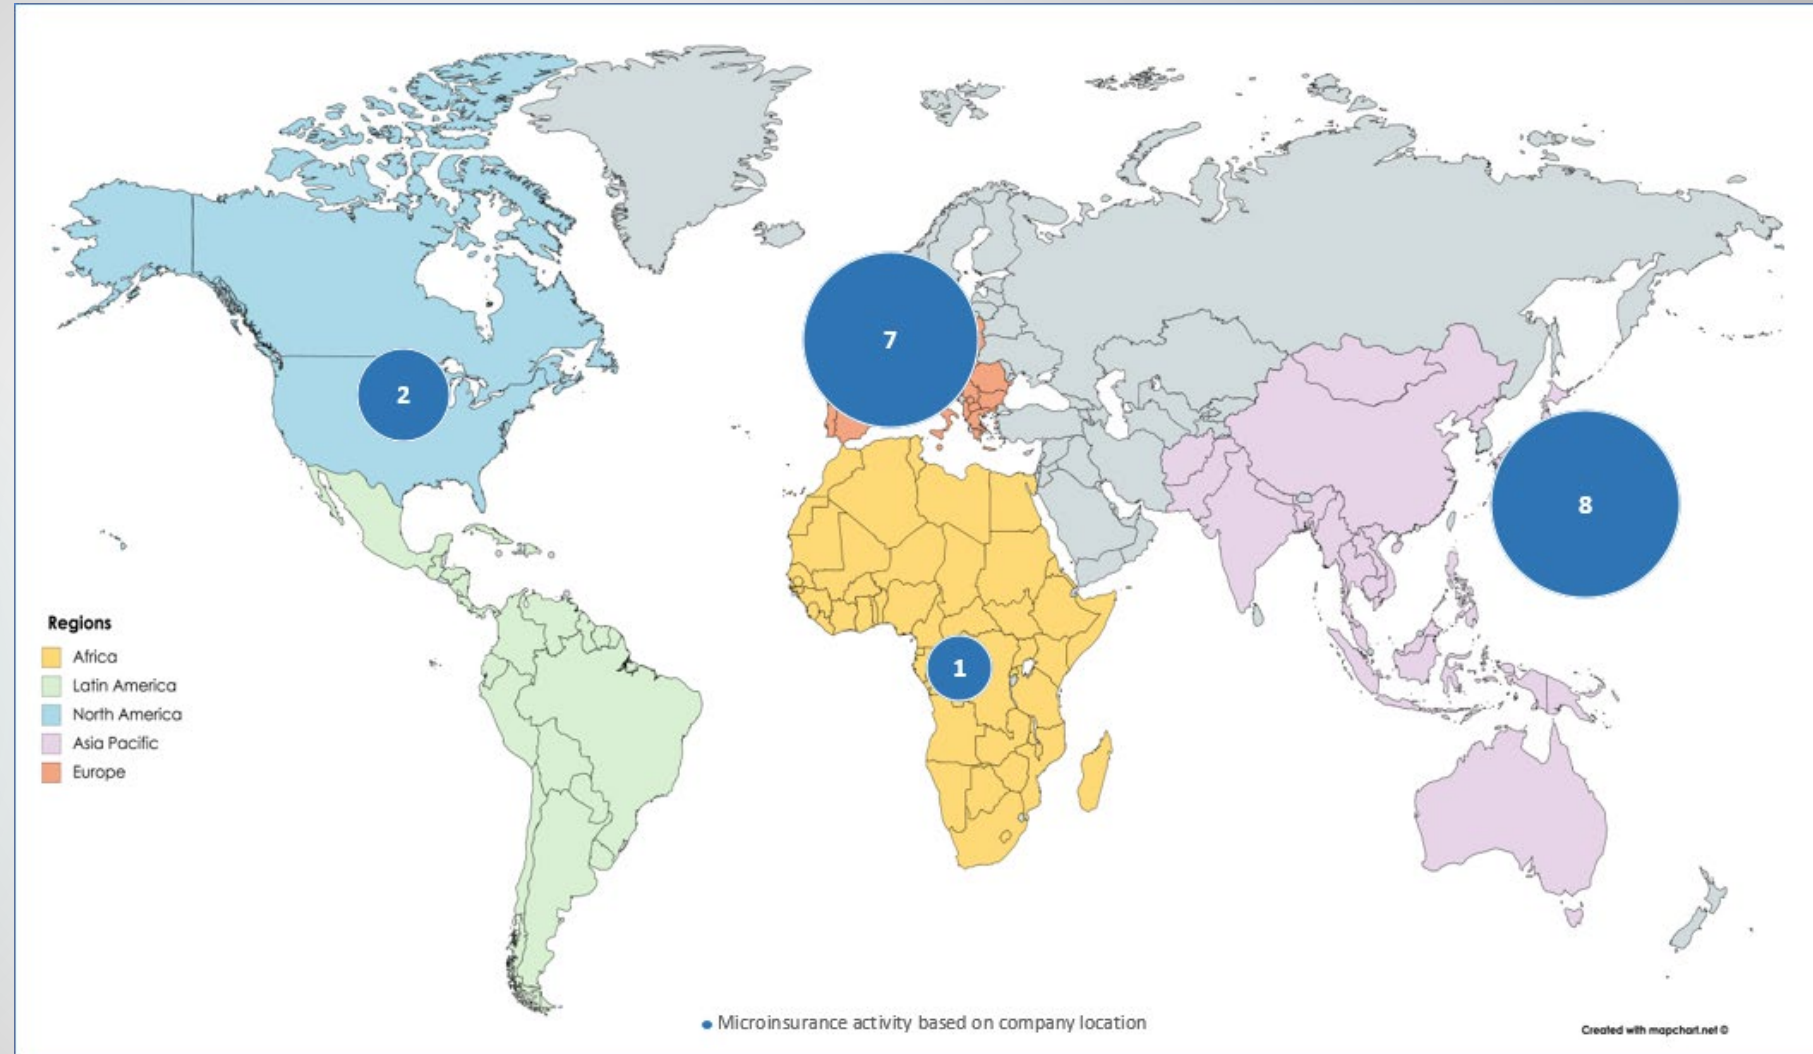 2
7
8
1
Regions
Africa
Latin America
North America
Asia Pacific
Europe
Microinsurance activity based on company location
Created with mapchart.net ©